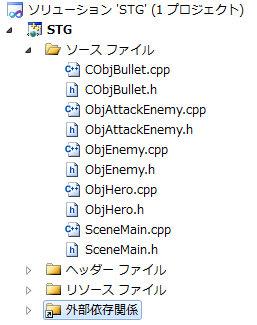 ソリューション 'STG' (1 プロジェクト)
STG
ソース ファイル
CObjBullet.cpp
CObjBullet.h
ObjAttackEnemy.cpp
ObjAttackEnemy.h
ObjEnemy.cpp
ObjEnemy.h
ObjHero.cpp
ObjHero.h
SceneMain.cpp
SceneMain.h
ヘッダー ファイル
リソース ファイル
外部依存関係